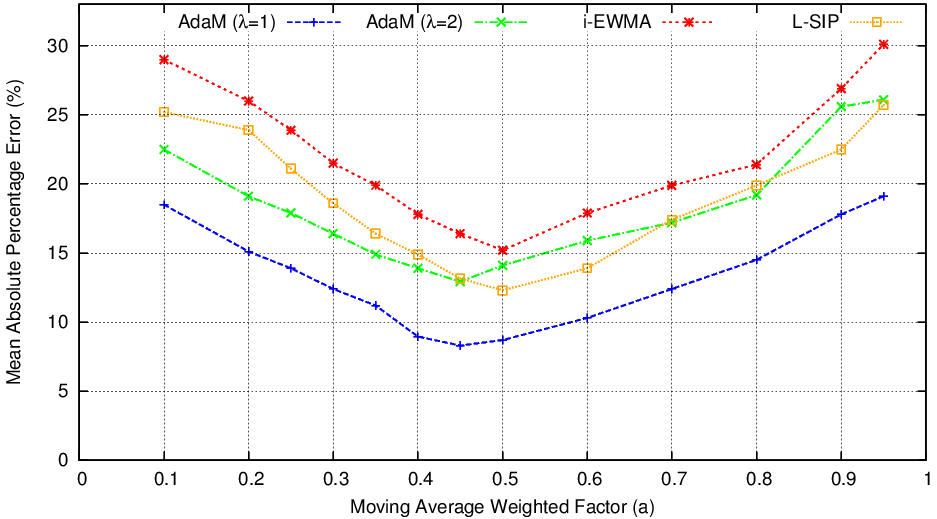 AdaM (λ=1) AdaM (λ=2) i-EWMA L-SIP
30
25
20
15
10
5
0
Mean Absolute Percentage Error (%)
0 0.1 0.2 0.3 0.4 0.5 0.6 0.7 0.8 0.9 1
Moving Average Weighted Factor (a)